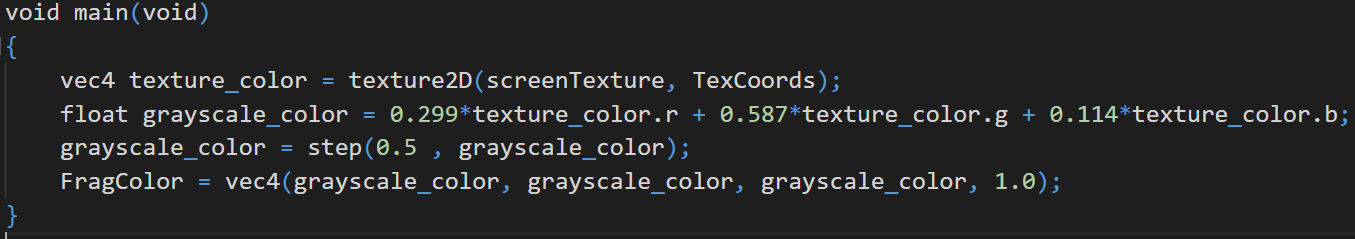 void main(void)
{
    vec4 texture_color = texture2D(screenTexture, TexCoords);
    float grayscale_color = 0.299*texture_color.r + 0.587*texture_color.g + 0.114*texture_color.b;
    grayscale_color = step(0.5 , grayscale_color);
    FragColor = vec4(grayscale_color, grayscale_color, grayscale_color, 1.0);
}